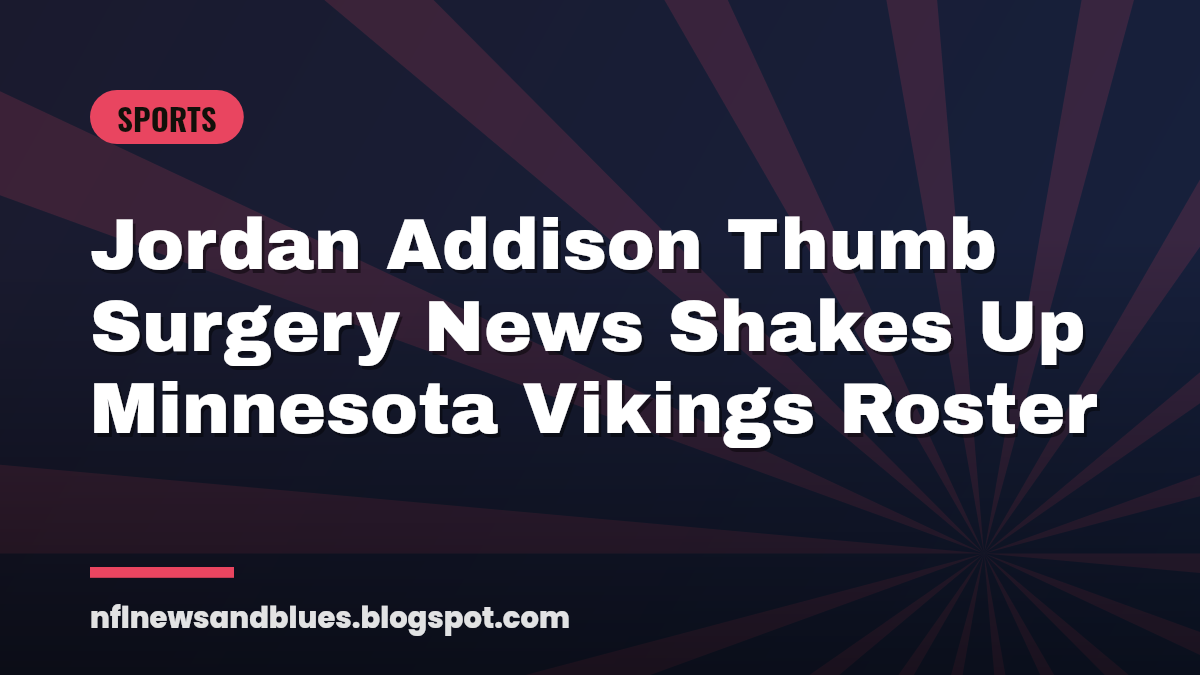 SPORTS
Jordan Addison Thumb
Surgery News Shakes Up
Minnesota Vikings Roster
nflnewsandblues.blogspot.com